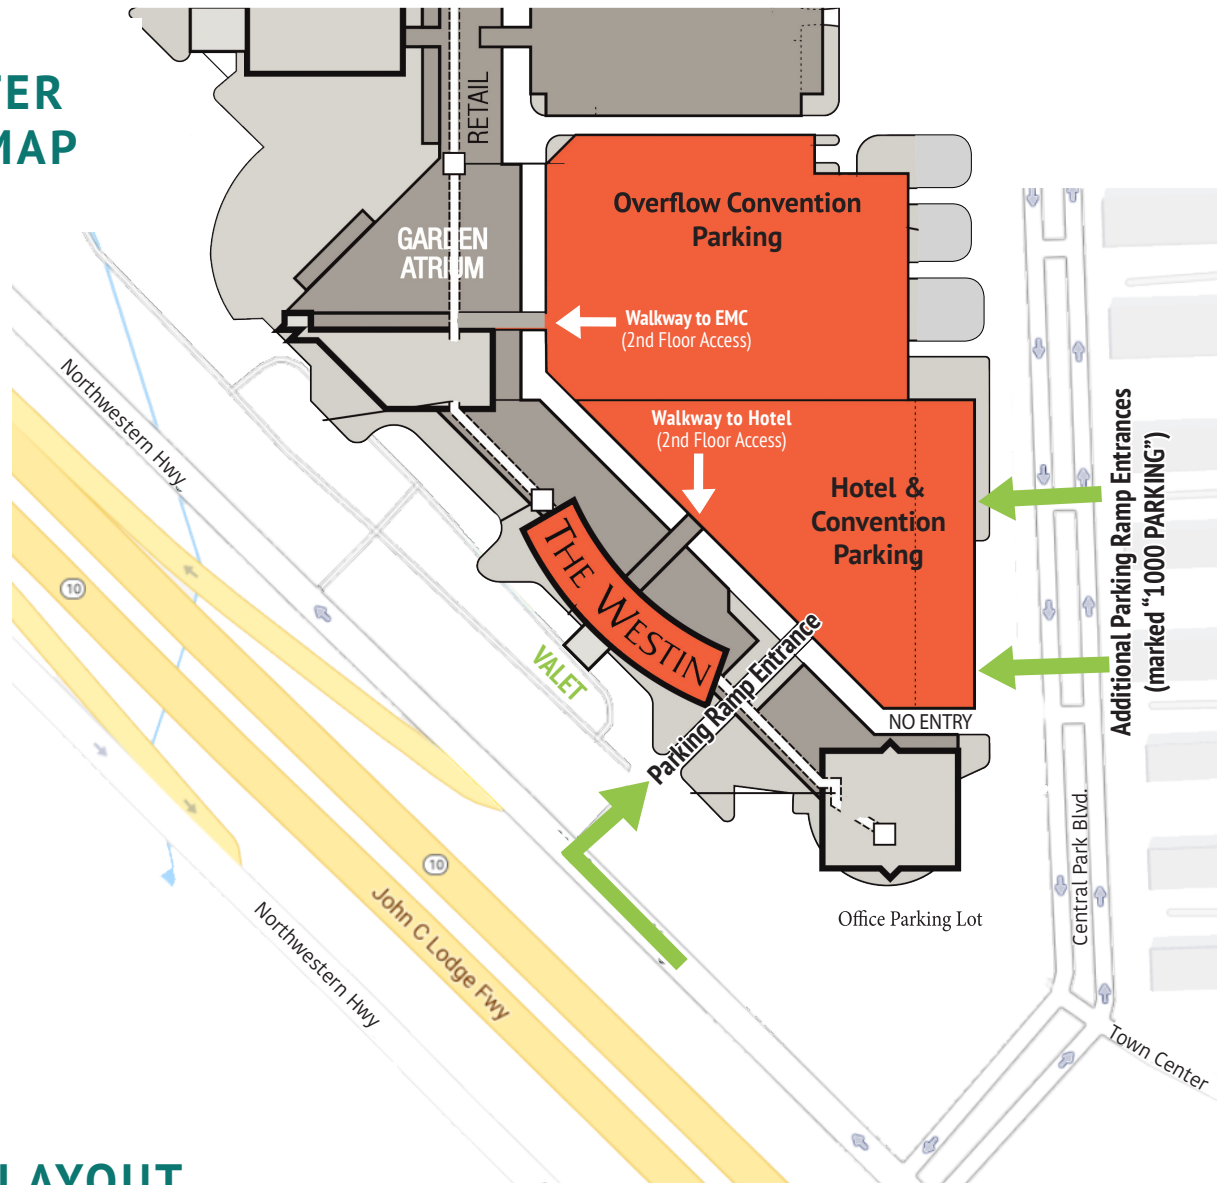 TER
MAP
RETAIL
Overflow Convention
Parking
GARDEN
ATRIUM
Walkway to EMC
(2nd Floor Access)
Walkway to Hotel
(2nd Floor Access)
Hotel &
Convention
Parking
Additional Parking Ramp Entrances
(marked “1000 PARKING”)
Northwestern Hwy
10
THE WESTIN
VALET
Parking Ramp Entrance
NO ENTRY
10
John C Lodge Fwy
Northwestern Hwy
Central Park Blvd.
Office Parking Lot
Town Center
LAYOUT